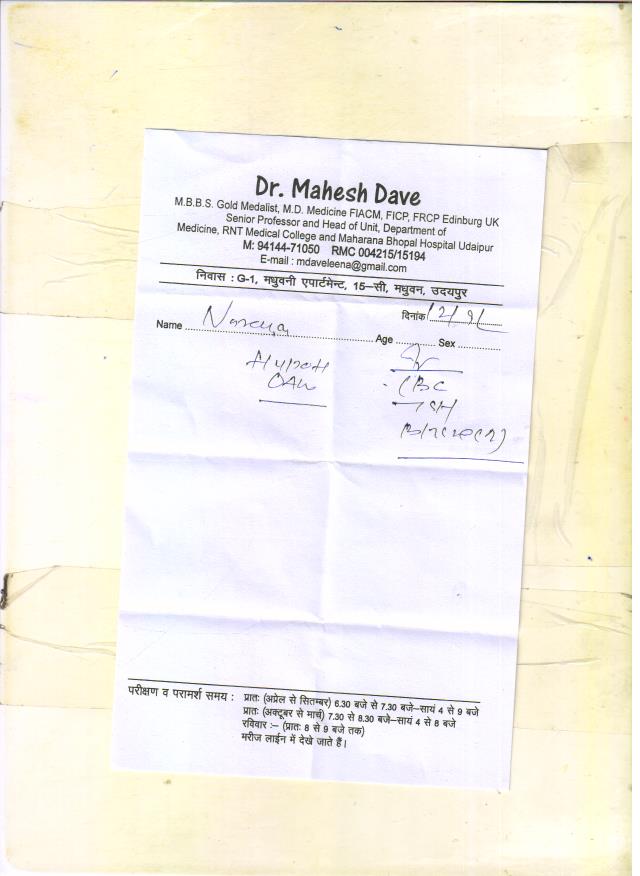 Dr. Mahesh Dave
M.B.B.S. Gold Medalist, M.D. Medicine FIACM, FICP, FRCP Edinburg UK
Senior Professor and Head of Unit, Department of
Medicine, RNT Medical College and Maharana Bhopal Hospital Udaipur
M: 94144-71050 RMC 004215/15194
E-mail : mdaveleena@gmail.com
निवास : G-1, मधुवनी एपार्टमेन्ट, 15–सी, मधुवन, उदयपुर
दिनांक
Name Age Sex
CBC
TSH
परीक्षण व परामर्श समय : प्रातः (अप्रेल से सितम्बर) 6.30 बजे से 7.30 बजे–सायं 4 से 9 बजे
प्रातः (अक्टूबर से मार्च) 7.30 से 8.30 बजे–सायं 4 से 8 बजे
रविवार :– (प्रातः 8 से 9 बजे तक)
मरीज लाईन में देखे जाते हैं।